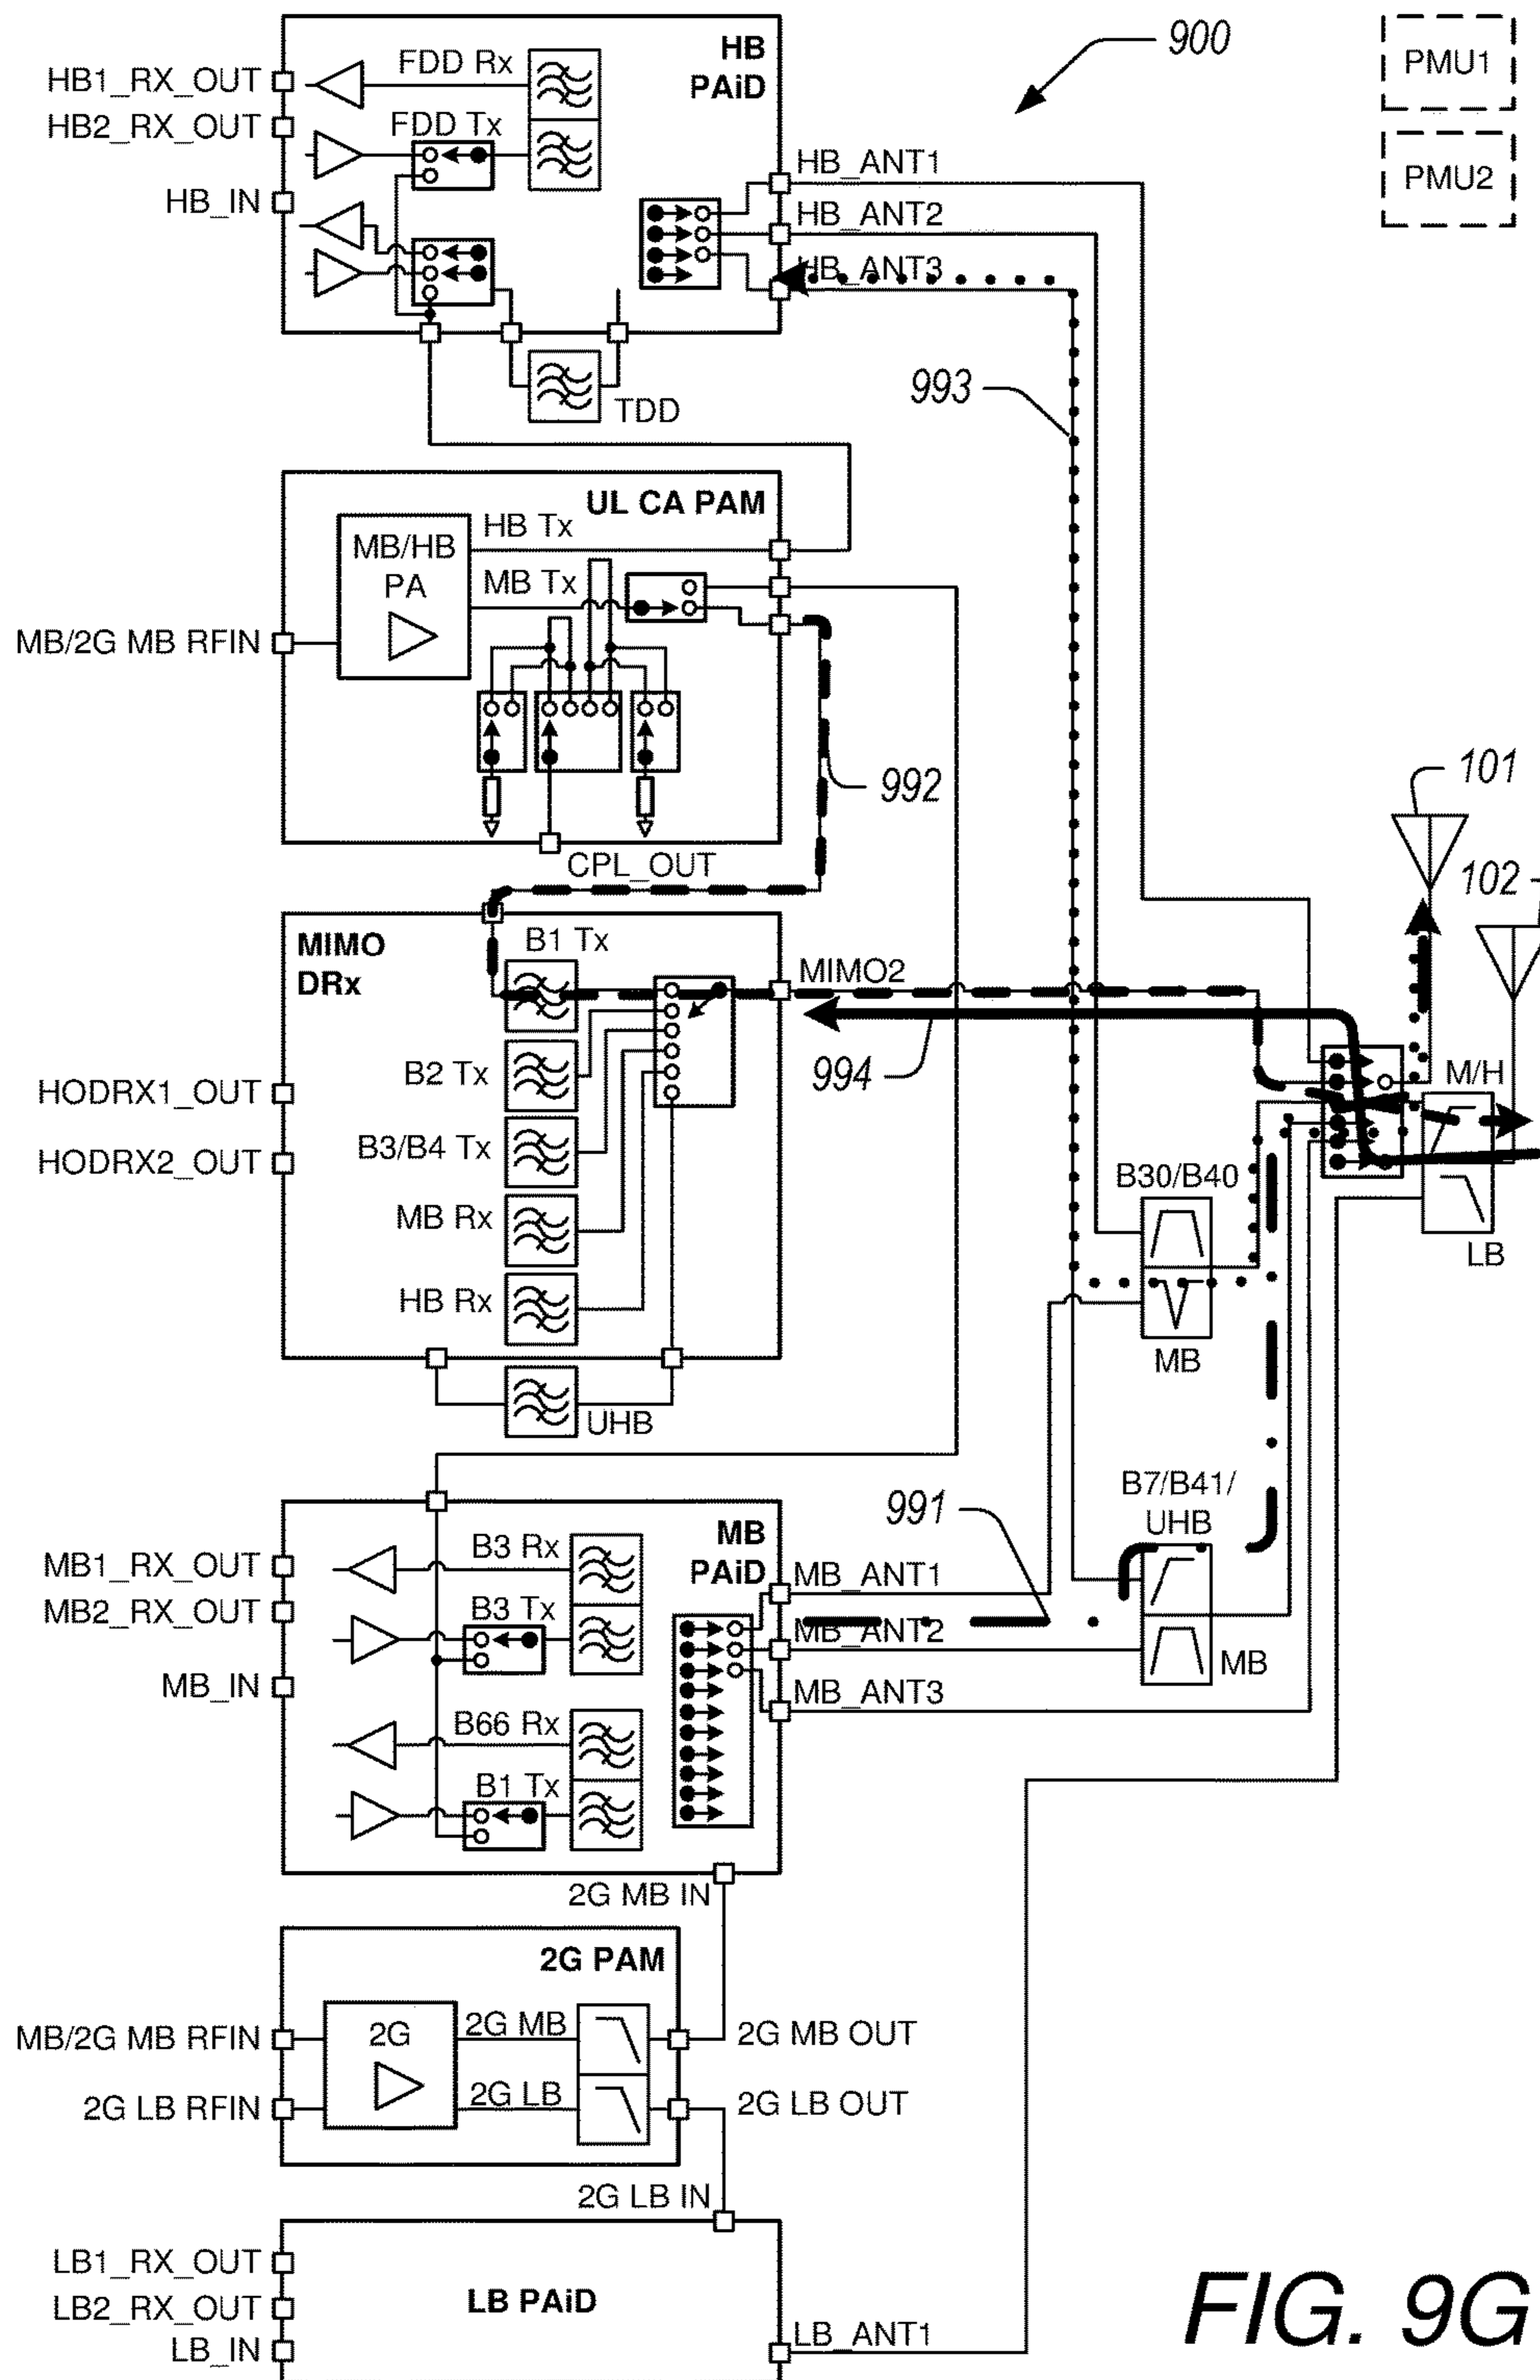 HB
PAiD
900
PMU1
PMU2
HB1_RX_OUT
FDD Rx
HB2_RX_OUT
FDD Tx
HB_IN
HB_ANT1
HB_ANT2
HB_ANT3
TDD
993
UL CA PAM
MB/HB
PA
HB Tx
MB Tx
MB/2G MB RFIN
992
CPL_OUT
101
102
MIMO
DRx
B1 Tx
MIMO2
994
B2 Tx
HODRX1_OUT
B3/B4 Tx
HODRX2_OUT
MB Rx
HB Rx
UHB
M/H
LB
B30/B40
MB
B7/B41/
UHB
MB
991
MB
PAiD
MB1_RX_OUT
B3 Rx
MB2_RX_OUT
B3 Tx
MB_IN
B66 Rx
B1 Tx
MB_ANT1
MB_ANT2
MB_ANT3
2G MB IN
2G PAM
MB/2G MB RFIN
2G
2G MB
2G MB OUT
2G LB RFIN
2G LB
2G LB OUT
2G LB IN
LB1_RX_OUT
LB2_RX_OUT
LB_IN
LB PAiD
LB_ANT1
FIG. 9G